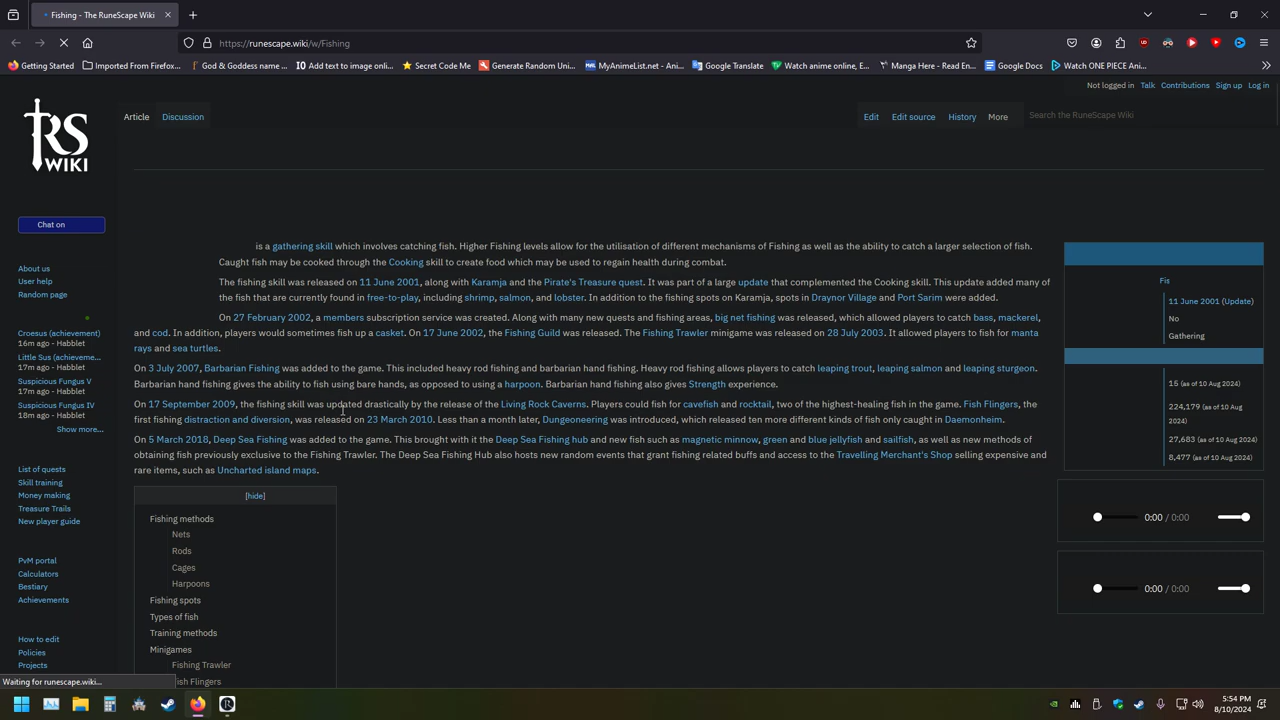 Fishing - The RuneScape Wiki
https://runescape.wiki/w/Fishing
Getting Started
Imported From Firefox...
God & Goddess name ...
Add text to image onli...
Secret Code Me
Generate Random Uni...
MyAnimeList.net - Ani...
Google Translate
Watch anime online, E...
Manga Here - Read En...
Google Docs
Watch ONE PIECE Ani...
Not logged in Talk Contributions Sign up Log in
RS WIKI
Article Discussion
Edit Edit source History More
Search the RuneScape Wiki
Chat on
About us
User help
Random page
Croesus (achievement)
16m ago - Habblet
Little Sus (achieveme...
17m ago - Habblet
Suspicious Fungus V
17m ago - Habblet
Suspicious Fungus IV
18m ago - Habblet
Show more...
List of quests
Skill training
Money making
Treasure Trails
New player guide
PvM portal
Calculators
Bestiary
Achievements
How to edit
Policies
Projects
is a gathering skill which involves catching fish. Higher Fishing levels allow for the utilisation of different mechanisms of Fishing as well as the ability to catch a larger selection of fish.
Caught fish may be cooked through the Cooking skill to create food which may be used to regain health during combat.
The fishing skill was released on 11 June 2001, along with Karamja and the Pirate's Treasure quest. It was part of a large update that complemented the Cooking skill. This update added many of
the fish that are currently found in free-to-play, including shrimp, salmon, and lobster. In addition to the fishing spots on Karamja, spots in Draynor Village and Port Sarim were added.
On 27 February 2002, a members subscription service was created. Along with many new quests and fishing areas, big net fishing was released, which allowed players to catch bass, mackerel,
and cod. In addition, players would sometimes fish up a casket. On 17 June 2002, the Fishing Guild was released. The Fishing Trawler minigame was released on 28 July 2003. It allowed players to fish for manta
rays and sea turtles.
On 3 July 2007, Barbarian Fishing was added to the game. This included heavy rod fishing and barbarian hand fishing. Heavy rod fishing allows players to catch leaping trout, leaping salmon and leaping sturgeon.
Barbarian hand fishing gives the ability to fish using bare hands, as opposed to using a harpoon. Barbarian hand fishing also gives Strength experience.
On 17 September 2009, the fishing skill was updated drastically by the release of the Living Rock Caverns. Players could fish for cavefish and rocktail, two of the highest-healing fish in the game. Fish Flingers, the
first fishing distraction and diversion, was released on 23 March 2010. Less than a month later, Dungeoneering was introduced, which released ten more different kinds of fish only caught in Daemonheim.
On 5 March 2018, Deep Sea Fishing was added to the game. This brought with it the Deep Sea Fishing hub and new fish such as magnetic minnow, green and blue jellyfish and sailfish, as well as new methods of
obtaining fish previously exclusive to the Fishing Trawler. The Deep Sea Fishing Hub also hosts new random events that grant fishing related buffs and access to the Travelling Merchant's Shop selling expensive and
rare items, such as Uncharted island maps.
[hide]
Fishing methods
Nets
Rods
Cages
Harpoons
Fishing spots
Types of fish
Training methods
Minigames
Fishing Trawler
Fish Flingers
Fis
11 June 2001 (Update)
No
Gathering
15 (as of 10 Aug 2024)
224,179 (as of 10 Aug
2024)
27,683 (as of 10 Aug 2024)
8,477 (as of 10 Aug 2024)
0:00 / 0:00
0:00 / 0:00
Waiting for runescape.wiki...
5:54 PM
8/10/2024